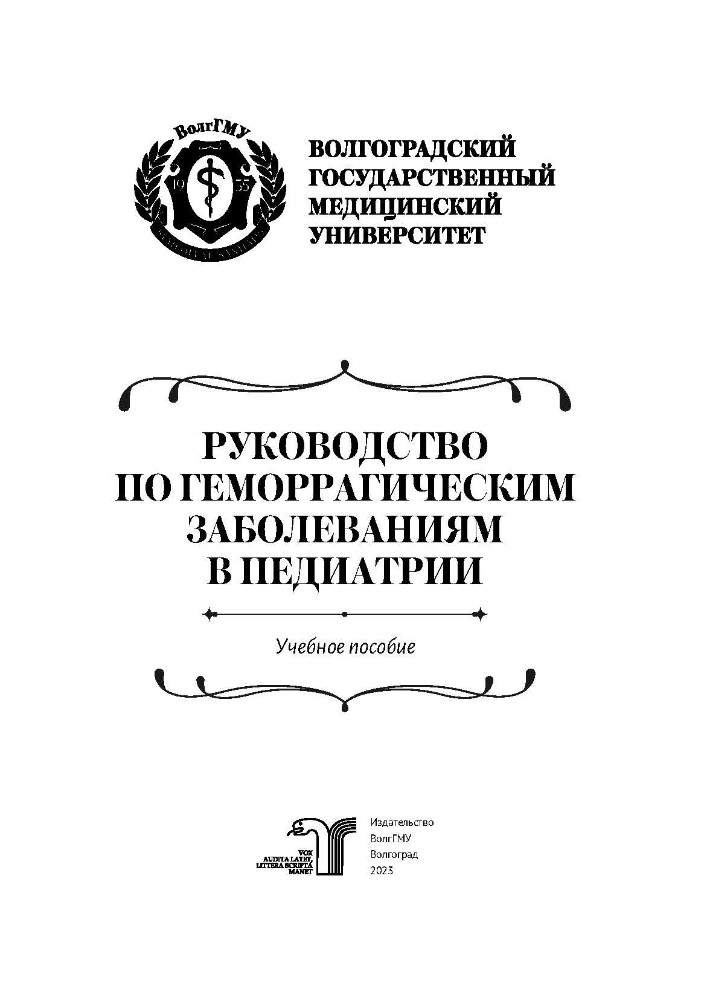 ВолгГМУ
19 35
ВОЛГОГРАДСКИЙ
ГОСУДАРСТВЕННЫЙ
МЕДИЦИНСКИЙ
УНИВЕРСИТЕТ
РУКОВОДСТВО
ПО ГЕМОРРАГИЧЕСКИМ
ЗАБОЛЕВАНИЯМ
В ПЕДИАТРИИ
Учебное пособие
VOX
AUDITA LATET,
LITTERA SCRIPTA
MANET
Издательство
ВолгГМУ
Волгоград
2023